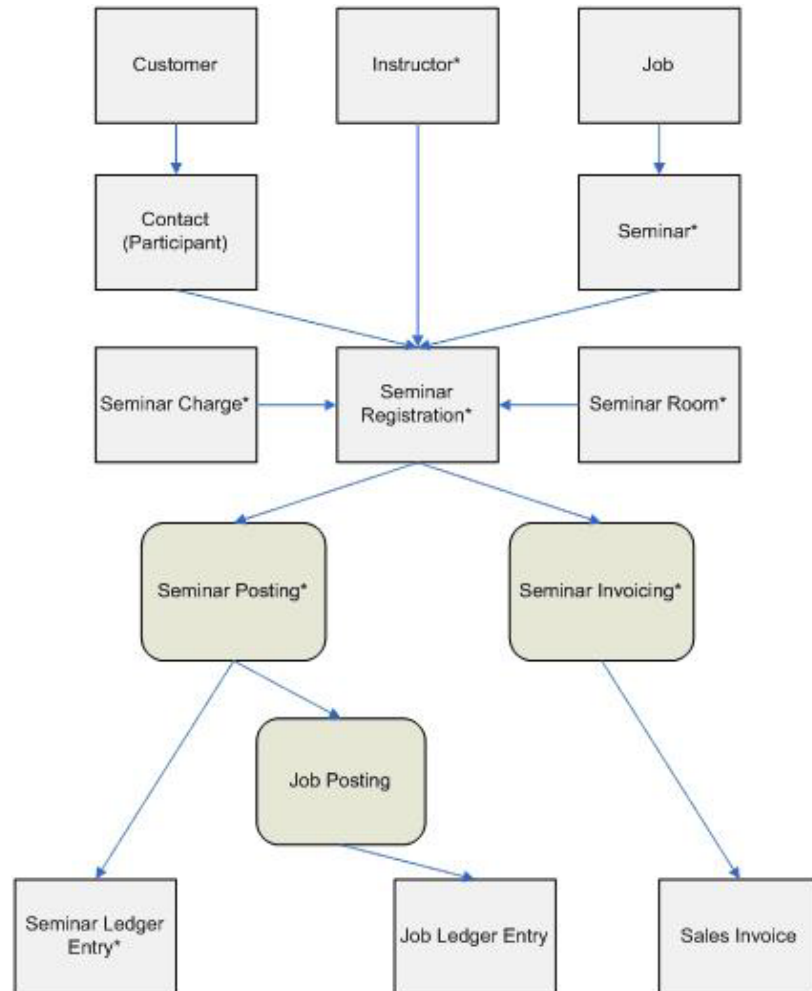 Customer
Instructor*
Job
Contact
(Participant)
Seminar*
Seminar Charge*
Seminar
Registration*
Seminar Room*
Seminar Posting*
Seminar Invoicing*
Job Posting
Seminar Ledger
Entry*
Job Ledger Entry
Sales Invoice